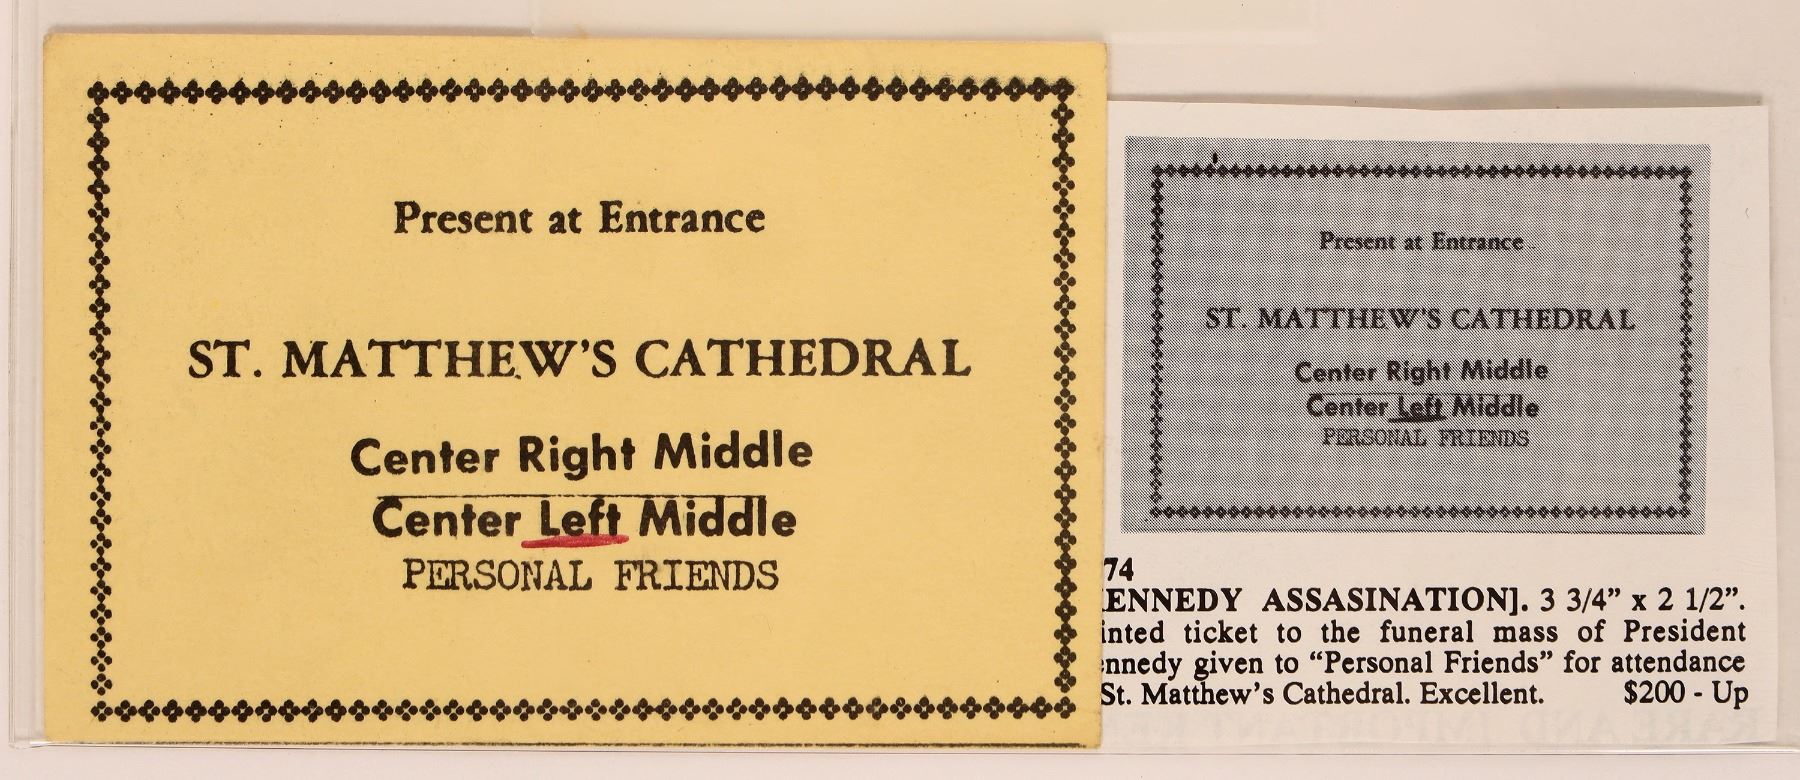 Present at Entrance
ST. MATTHEW'S CATHEDRAL
Center Right Middle
Center Left Middle
PERSONAL FRIENDS
Present at Entrance
ST. MATTHEW'S CATHEDRAL
Center Right Middle
Center Left Middle
PERSONAL FRIENDS
74
ENNEDY ASSASINATION]. 3 3/4” x 2 1/2”.
inted ticket to the funeral mass of President
ennedy given to “Personal Friends” for attendance
St. Matthew’s Cathedral. Excellent. $200 - Up